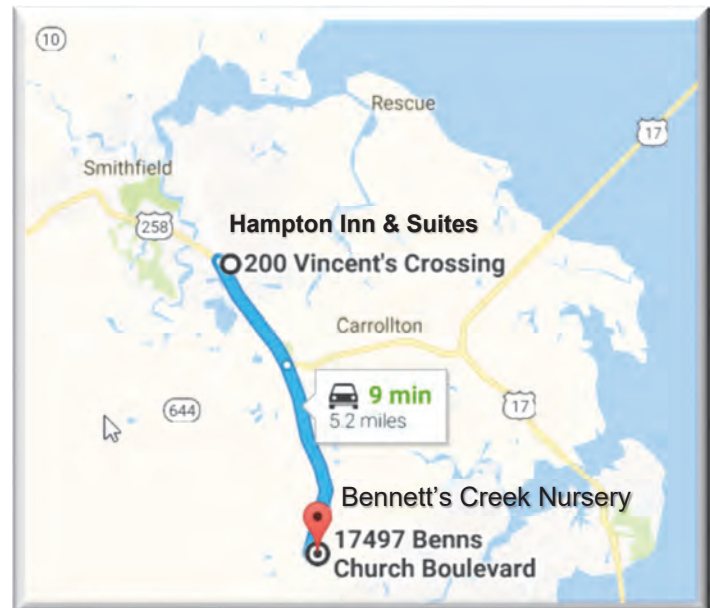 10
Rescue
17
Smithfield
258
Hampton Inn & Suites
200 Vincent's Crossing
Carrollton
9 min
5.2 miles
644
17
Bennett's Creek Nursery
17497 Benns
Church Boulevard